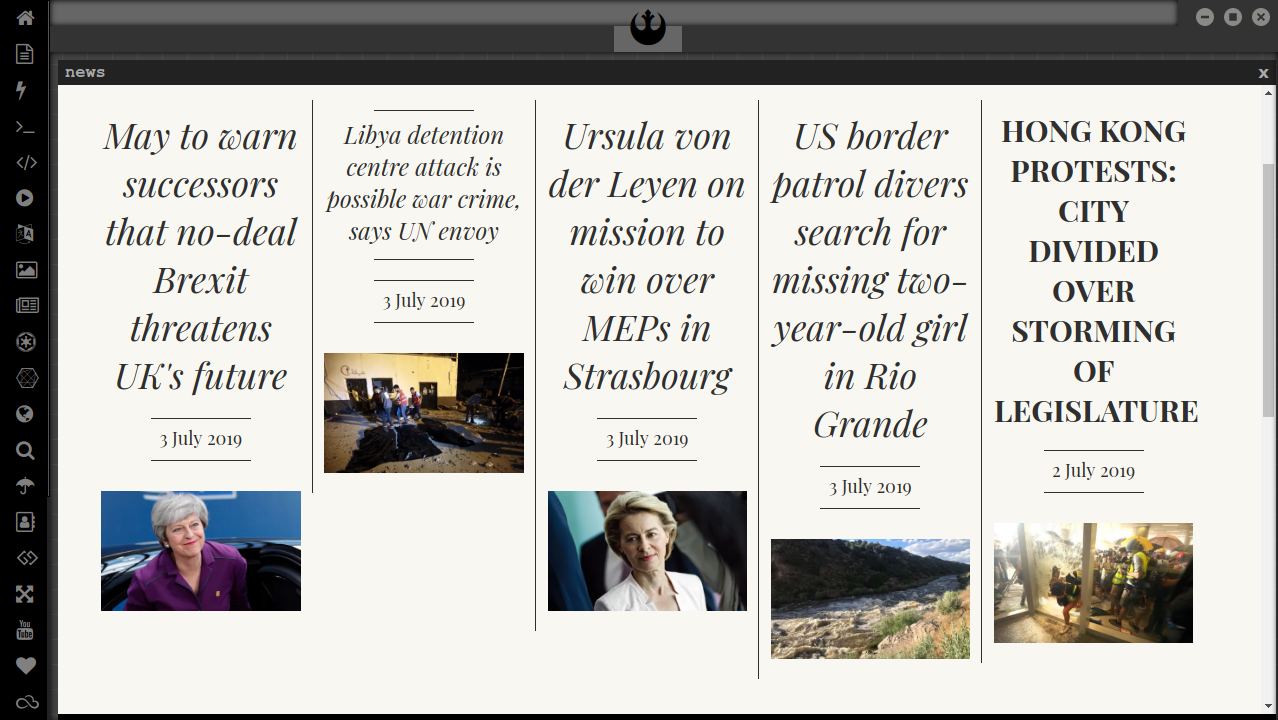 news
x
May to warn
successors
that no-deal
Brexit
threatens
UK's future
3 July 2019
Libya detention
centre attack is
possible war crime,
says UN envoy
3 July 2019
Ursula von
der Leyen on
mission to
win over
MEPs in
Strasbourg
3 July 2019
US border
patrol divers
search for
missing two-
year-old girl
in Rio
Grande
3 July 2019
HONG KONG
PROTESTS:
CITY
DIVIDED
OVER
STORMING
OF
LEGISLATURE
2 July 2019
You
Tube